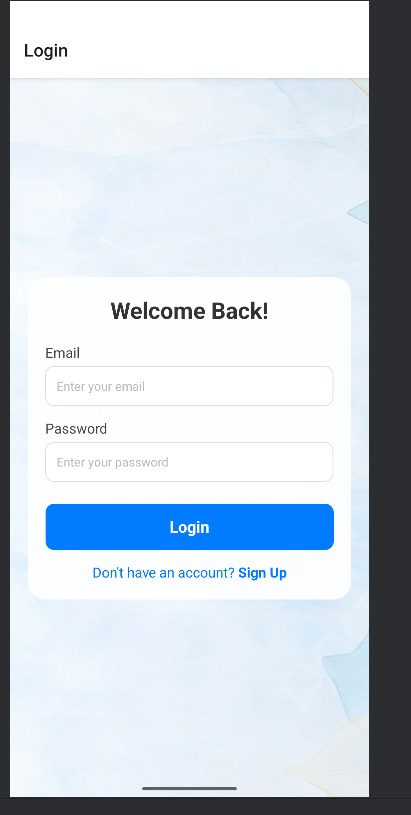 Login
Welcome Back!
Email
Enter your email
Password
Enter your password
Login
Don't have an account? Sign Up